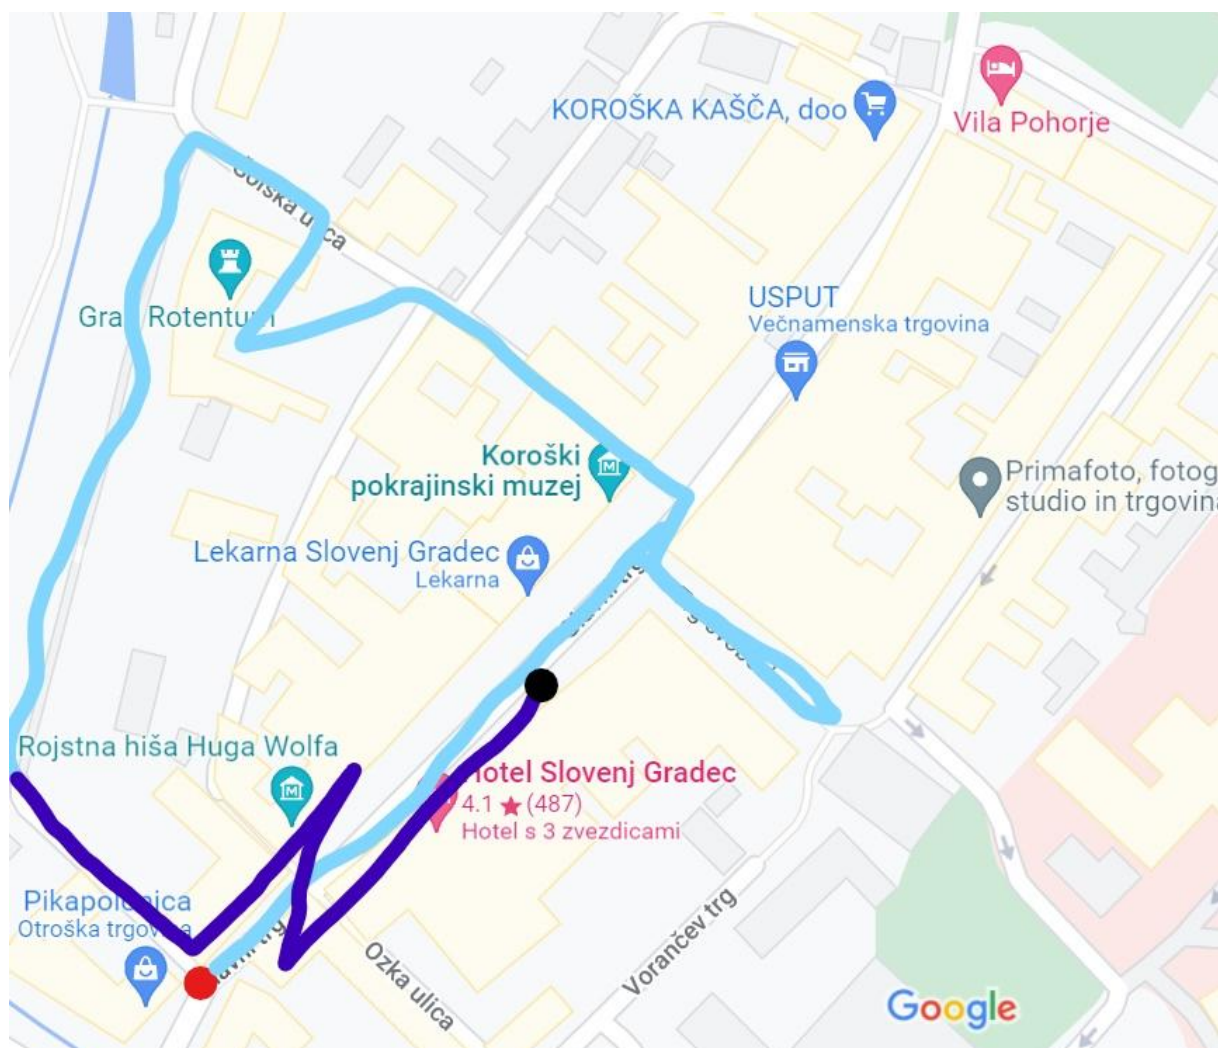 KOROŠKA KAŠČA, doo
Vila Pohorje
USPUT
Večnamenska trgovina
Koroški
pokrajinski muzej
Primafoto, fotog
studio in trgovina
Lekarna Slovenj Gradec
Lekarna
Rojstna hiša Huga Wolfa
Hotel Slovenj Gradec
4.1 ★ (487)
Hotel s 3 zvezdicami
Otroška
Ozka ulica
Vorančev trg
Google